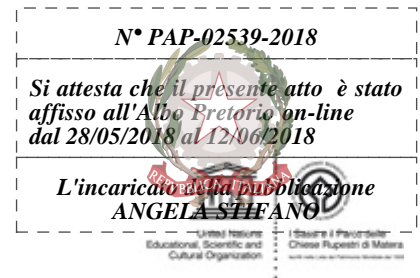 N° PAP-02539-2018
Si attesta che il presente atto è stato
affisso all'Albo Pretorio on-line
dal 28/05/2018 al 12/06/2018
L'incaricato della pubblicazione
ANGELA STIFANO
REPUBBLICA ITALIANA
United Nations
Educational, Scientific and
Cultural Organization
I Sassi e il Parco delle
Chiese Rupestri di Matera